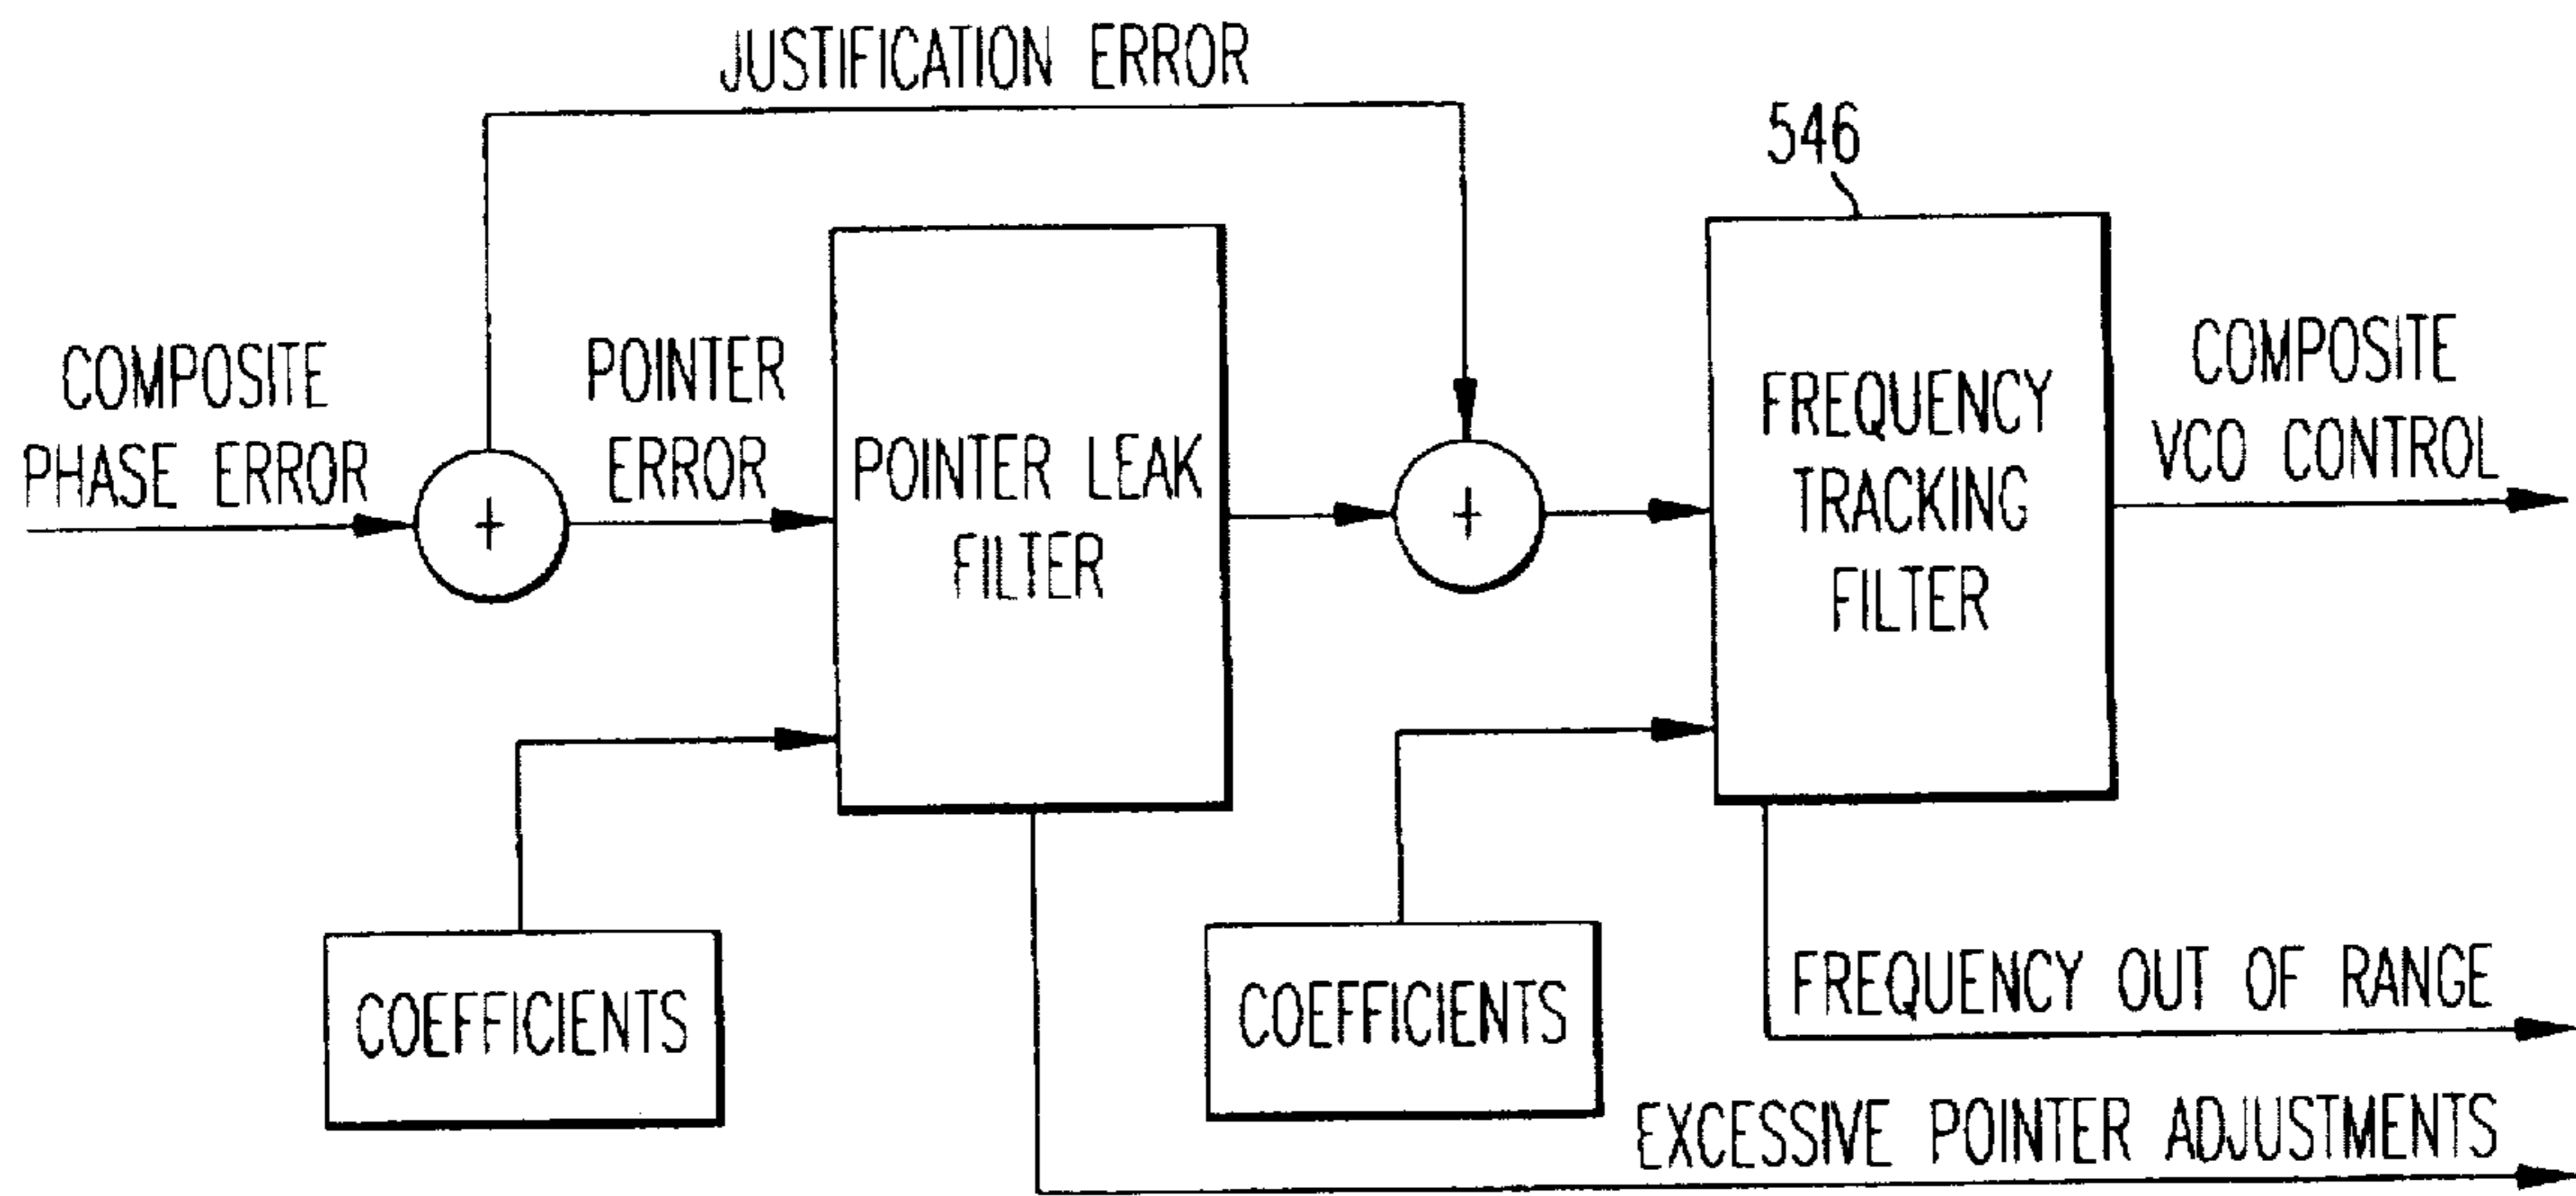 JUSTIFICATION ERROR
546
COMPOSITE
PHASE ERROR
+
POINTER
ERROR
POINTER LEAK
FILTER
+
FREQUENCY
TRACKING
FILTER
COMPOSITE
VCO CONTROL
COEFFICIENTS
COEFFICIENTS
FREQUENCY OUT OF RANGE
EXCESSIVE POINTER ADJUSTMENTS